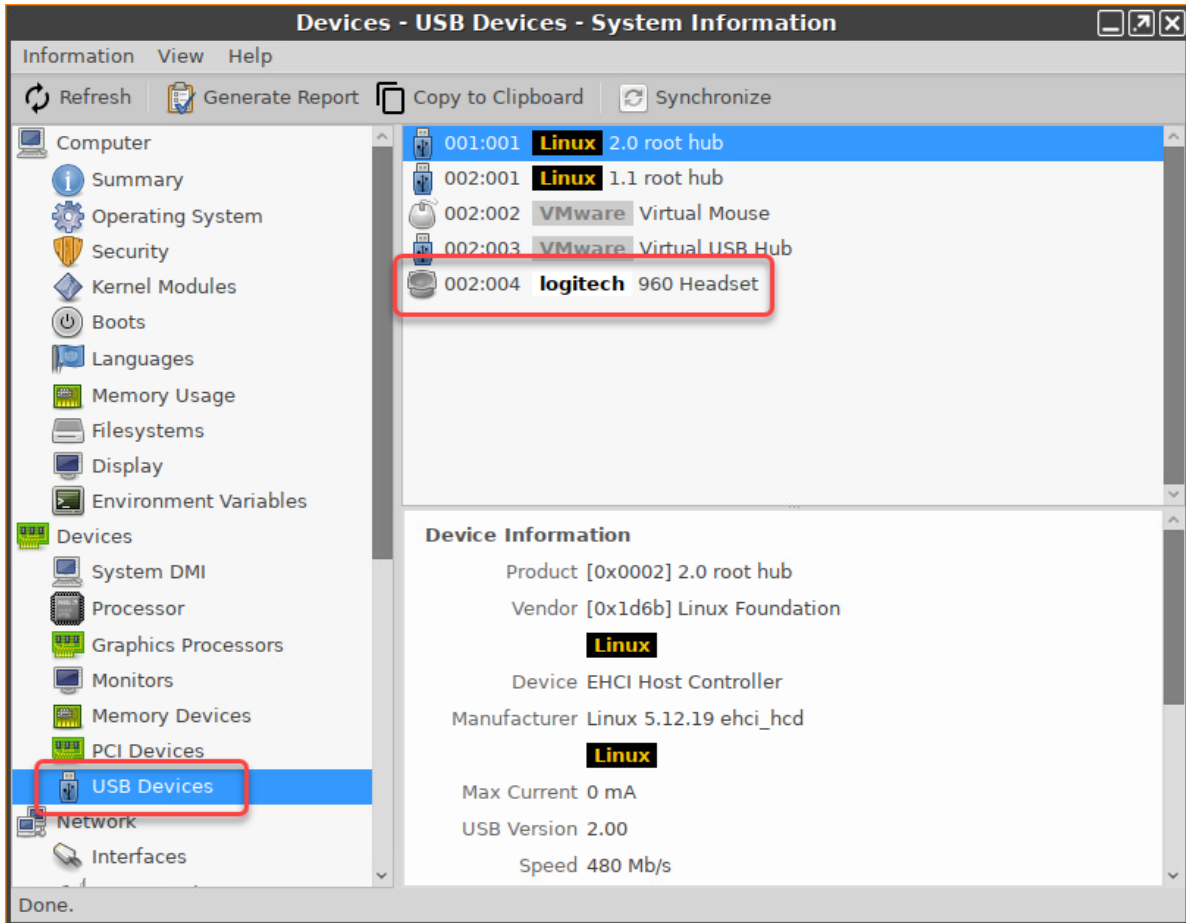 Devices - USB Devices - System Information
Information View Help
Refresh Generate Report Copy to Clipboard Synchronize
Computer
Summary
Operating System
Security
Kernel Modules
Boots
Languages
Memory Usage
Filesystems
Display
Environment Variables
Devices
System DMI
Processor
Graphics Processors
Monitors
Memory Devices
PCI Devices
USB Devices
Network
Interfaces
001:001 Linux 2.0 root hub
002:001 Linux 1.1 root hub
002:002 VMware Virtual Mouse
002:003 VMware Virtual USB Hub
002:004 logitech 960 Headset
Device Information
Product [0x0002] 2.0 root hub
Vendor [0x1d6b] Linux Foundation
Linux
Device EHCI Host Controller
Manufacturer Linux 5.12.19 ehci_hcd
Linux
Max Current 0 mA
USB Version 2.00
Speed 480 Mb/s
Done.